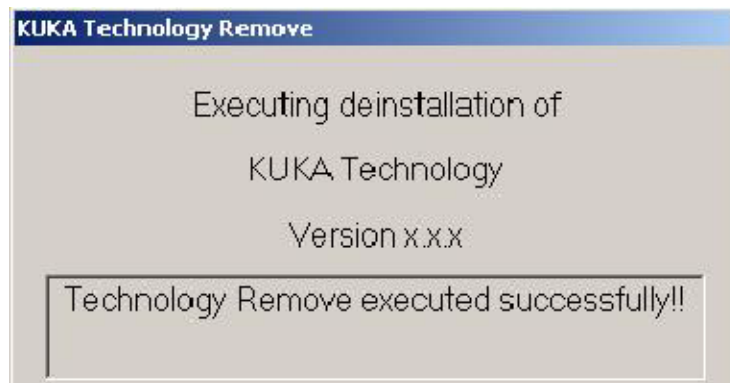 KUKA Technology Remove
Executing deinstallation of
KUKA Technology
Version x.x.x
Technology Remove executed successfully!!